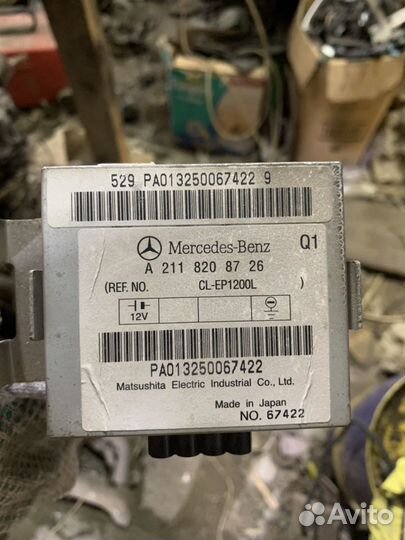 529 PA013250067422 9
Mercedes-Benz Q1
A 211 820 87 26
(REF. NO. CL-EP1200L )
12V
PA013250067422
Matsushita Electric Industrial Co., Ltd.
Made in Japan
NO. 67422
Avito